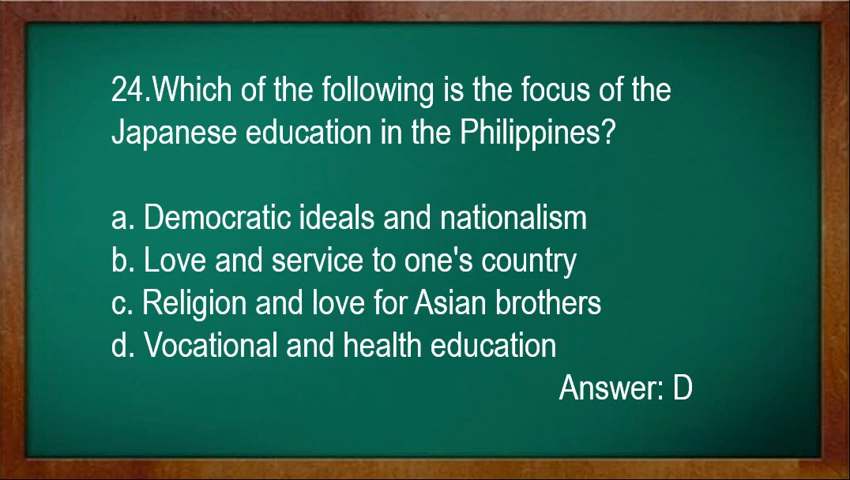 24.Which of the following is the focus of the
Japanese education in the Philippines?
a. Democratic ideals and nationalism
b. Love and service to one's country
c. Religion and love for Asian brothers
d. Vocational and health education
Answer: D